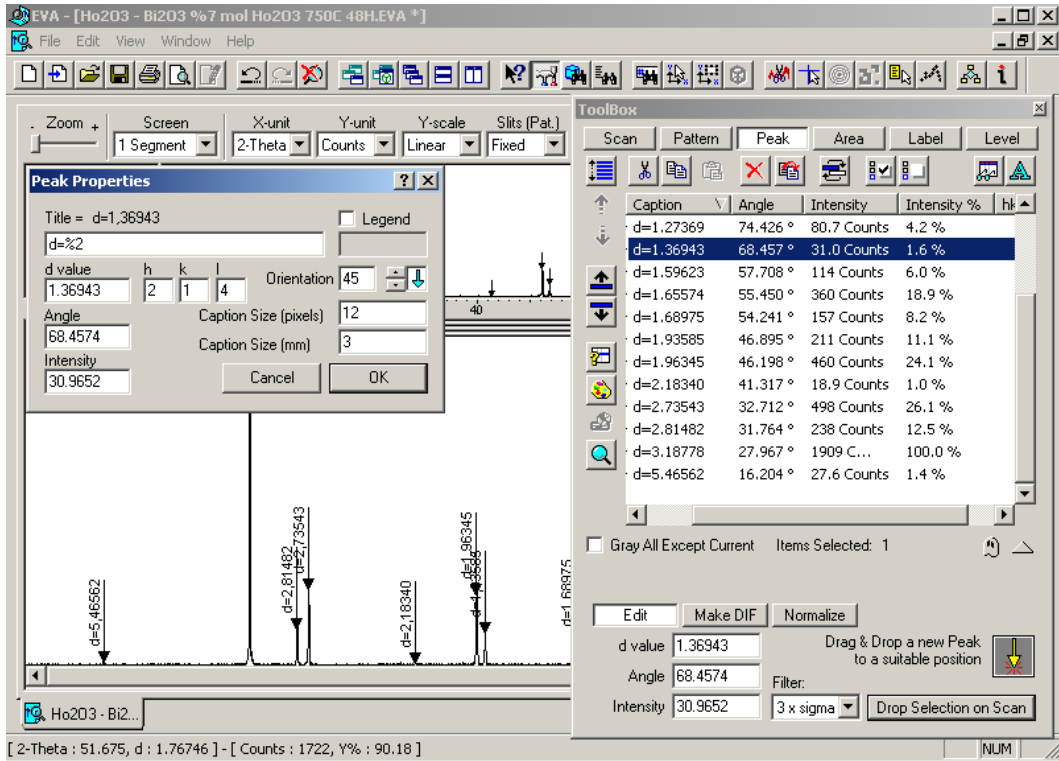 EVA - [Ho2O3 - Bi2O3 %7 mol Ho2O3 750C 48H.EVA *]
File Edit View Window Help
- Zoom + Screen X-unit Y-unit Y-scale Slits (Pat.)
1 Segment 2-Theta Counts Linear Fixed
Peak Properties
Title = d=1,36943 Legend
d=%2
d value h k l Orientation 45
1.36943 2 1 4
Angle Caption Size (pixels) 12
68.4574 Caption Size (mm) 3
Intensity
30.9652 Cancel OK
40
d=5,46562
d=2,81482
d=2,73543
d=2,18340
d=1,96345
d=1,68975
Ho2O3 - Bi2...
ToolBox
Scan Pattern Peak Area Label Level
Caption Angle Intensity Intensity %
d=1.27369 74.426 ° 80.7 Counts 4.2 %
d=1.36943 68.457 ° 31.0 Counts 1.6 %
d=1.59623 57.708 ° 114 Counts 6.0 %
d=1.65574 55.450 ° 360 Counts 18.9 %
d=1.68975 54.241 ° 157 Counts 8.2 %
d=1.93585 46.895 ° 211 Counts 11.1 %
d=1.96345 46.198 ° 460 Counts 24.1 %
d=2.18340 41.317 ° 18.9 Counts 1.0 %
d=2.73543 32.712 ° 498 Counts 26.1 %
d=2.81482 31.764 ° 238 Counts 12.5 %
d=3.18778 27.967 ° 1909 C... 100.0 %
d=5.46562 16.204 ° 27.6 Counts 1.4 %
Gray All Except Current Items Selected: 1
Edit Make DIF Normalize
d value 1.36943 Drag & Drop a new Peak
to a suitable position
Angle 68.4574 Filter:
Intensity 30.9652 3 x sigma Drop Selection on Scan
[ 2-Theta : 51.675, d : 1.76746 ] - [ Counts : 1722, Y% : 90.18 ] NUM